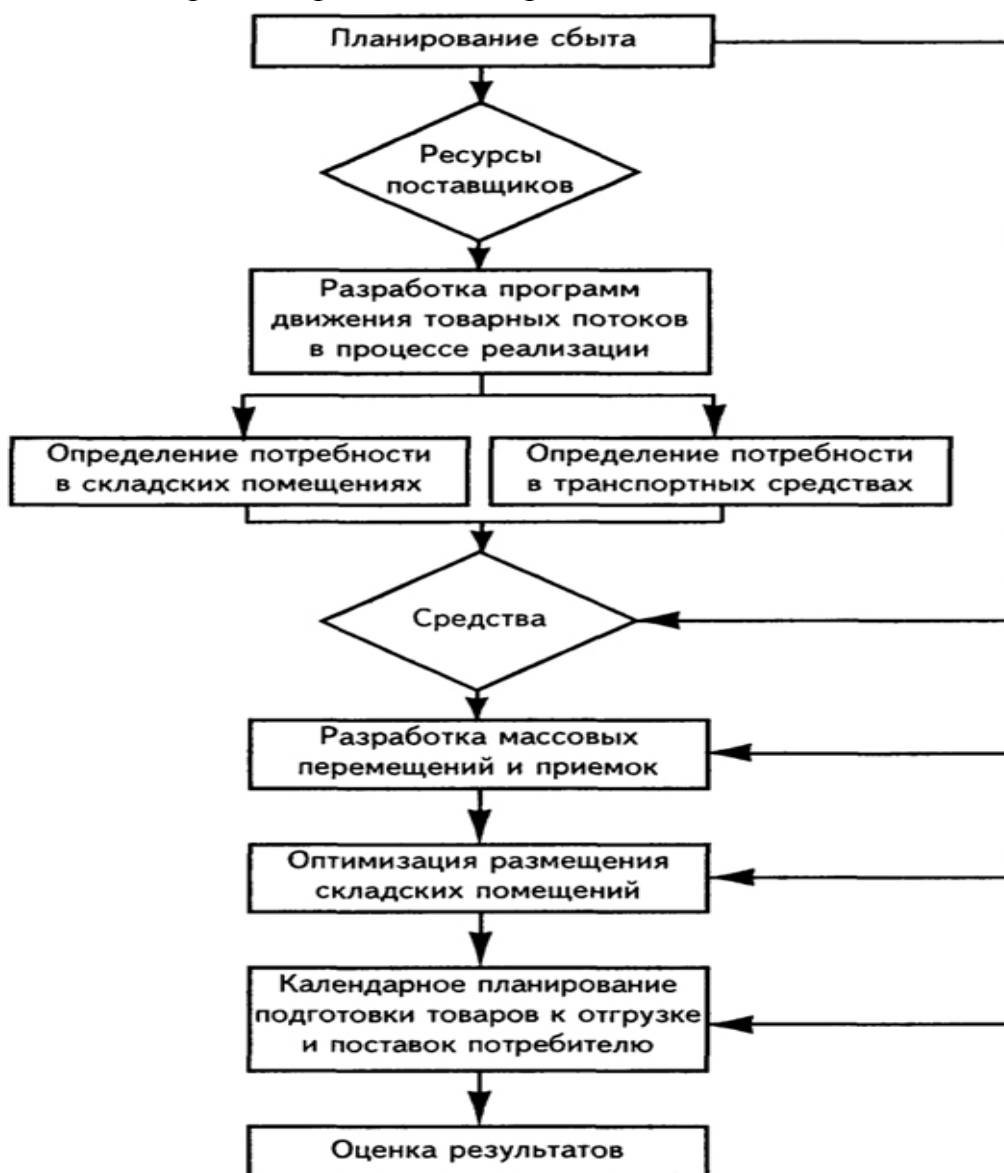 Планирование сбыта
Ресурсы
поставщиков
Разработка программ
движения товарных потоков
в процессе реализации
Определение потребности
в складских помещениях
Определение потребности
в транспортных средствах
Средства
Разработка массовых
перемещений и приемок
Оптимизация размещения
складских помещений
Календарное планирование
подготовки товаров к отгрузке
и поставок потребителю
Оценка результатов